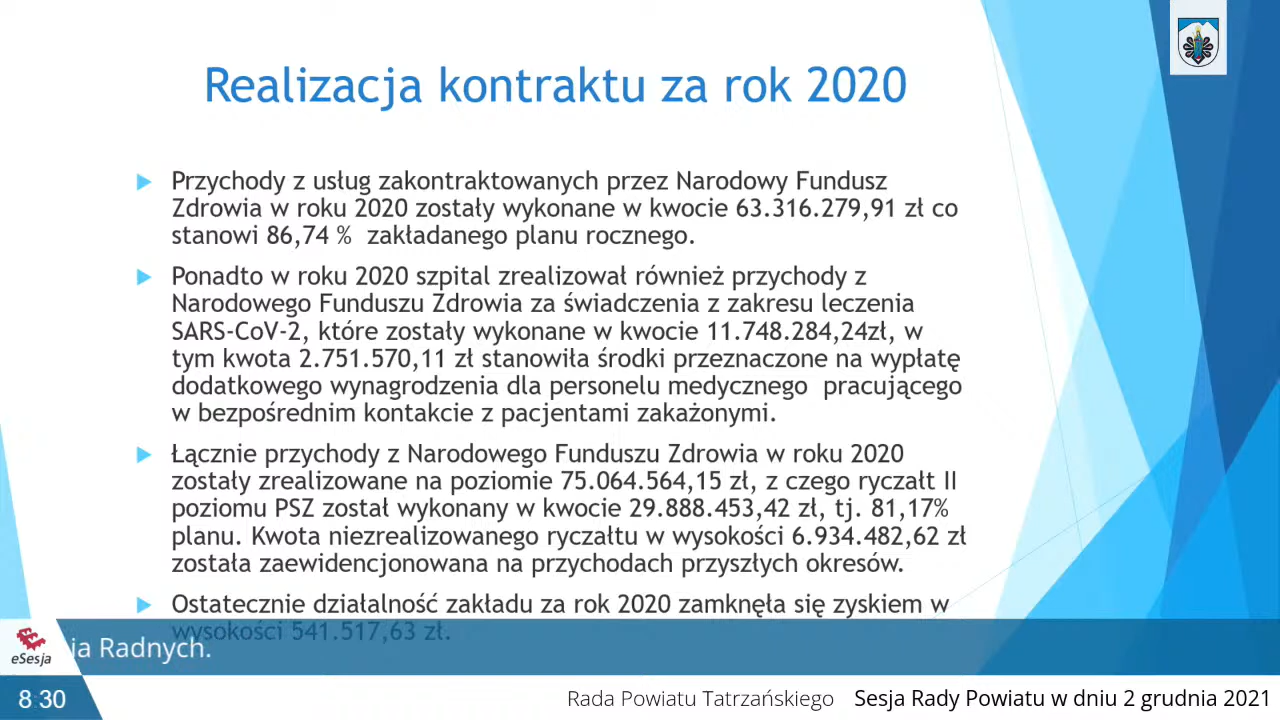 Realizacja kontraktu za rok 2020
Przychody z usług zakontraktowanych przez Narodowy Fundusz
Zdrowia w roku 2020 zostały wykonane w kwocie 63.316.279,91 zł co
stanowi 86,74 % zakładanego planu rocznego.
Ponadto w roku 2020 szpital zrealizował również przychody z
Narodowego Funduszu Zdrowia za świadczenia z zakresu leczenia
SARS-CoV-2, które zostały wykonane w kwocie 11.748.284,24zł, w
tym kwota 2.751.570,11 zł stanowiła środki przeznaczone na wypłatę
dodatkowego wynagrodzenia dla personelu medycznego pracującego
w bezpośrednim kontakcie z pacjentami zakażonymi.
Łącznie przychody z Narodowego Funduszu Zdrowia w roku 2020
zostały zrealizowane na poziomie 75.064.564,15 zł, z czego ryczałt II
poziomu PSZ został wykonany w kwocie 29.888.453,42 zł, tj. 81,17%
planu. Kwota niezrealizowanego ryczałtu w wysokości 6.934.482,62 zł
została zaewidencjonowana na przychodach przyszłych okresów.
Ostatecznie działalność zakładu za rok 2020 zamknęła się zyskiem w
wysokości 541.517,63 zł.
ja Radnych.
eSesja
8:30
Rada Powiatu Tatrzańskiego Sesja Rady Powiatu w dniu 2 grudnia 2021